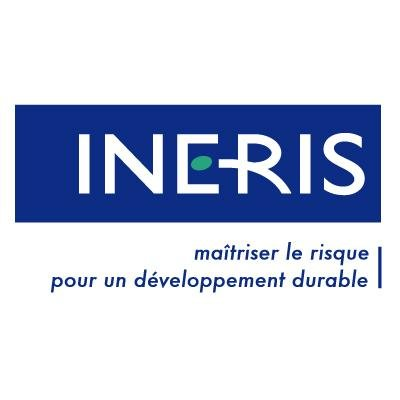 INERIS
maîtriser le risque
pour un développement durable